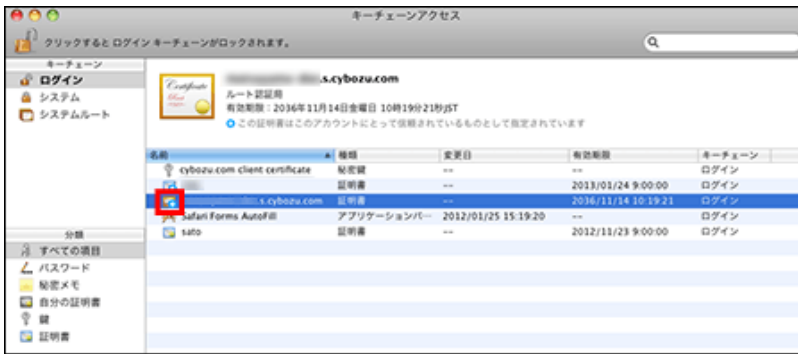 キーチェーンアクセス
クリックすると ログイン キーチェーンがロックされます。
キーチェーン
ログイン
システム
システムルート
.s.cybozu.com
ルート認証局
有効期限：2036年11月14日金曜日 10時19分21秒JST
この証明書はこのアカウントにとって信頼されているものとして指定されています
Certificate
名前 種類 変更日 有効期限 キーチェーン
cybozu.com client certificate 秘密鍵 -- -- ログイン
証明書 -- 2013/01/24 9:00:00 ログイン
.s.cybozu.com 証明書 -- 2036/11/14 10:19:21 ログイン
Safari Forms AutoFill アプリケーションパ… 2012/01/25 15:19:20 -- ログイン
sato 証明書 -- 2012/11/23 9:00:00 ログイン
分類
すべての項目
パスワード
秘密メモ
自分の証明書
鍵
証明書